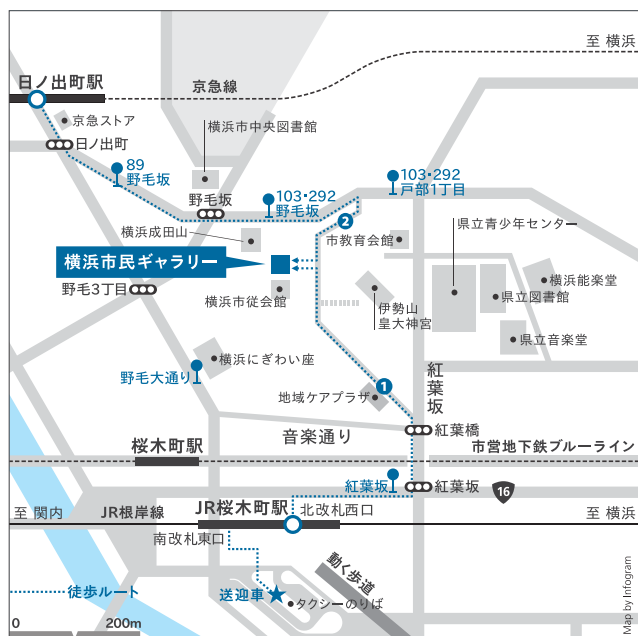 至 横浜
日ノ出町駅
京急線
京急ストア
横浜市中央図書館
日ノ出町
89
野毛坂
103・292
戸部1丁目
野毛坂
103・292
野毛坂
2
県立青少年センター
横浜成田山
市教育会館
横浜市民ギャラリー
横浜能楽堂
県立図書館
野毛3丁目
横浜市従会館
伊勢山
皇大神宮
県立音楽堂
横浜にぎわい座
野毛大通り
1
紅葉坂
地域ケアプラザ
音楽通り
紅葉橋
桜木町駅
市営地下鉄ブルーライン
紅葉坂
紅葉坂
16
至 関内
JR根岸線
JR桜木町駅
北改札西口
至 横浜
南改札東口
動く歩道
徒歩ルート
送迎車
タクシーのりば
0
200m
Map by Infogram